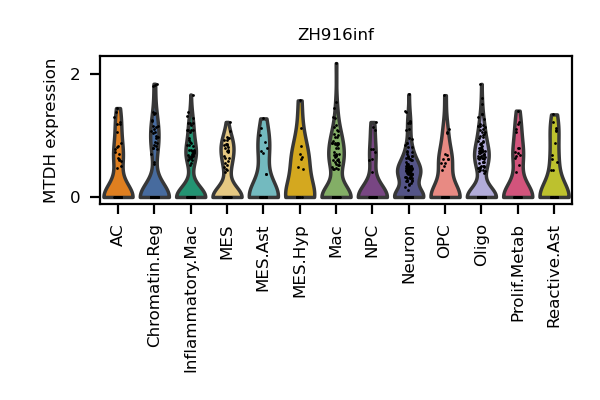 ZH916inf
MTDH expression
2
0
AC
Chromatin.Reg
Inflammatory.Mac
MES
MES.Ast
MES.Hyp
Mac
NPC
Neuron
OPC
Oligo
Prolif.Metab
Reactive.Ast